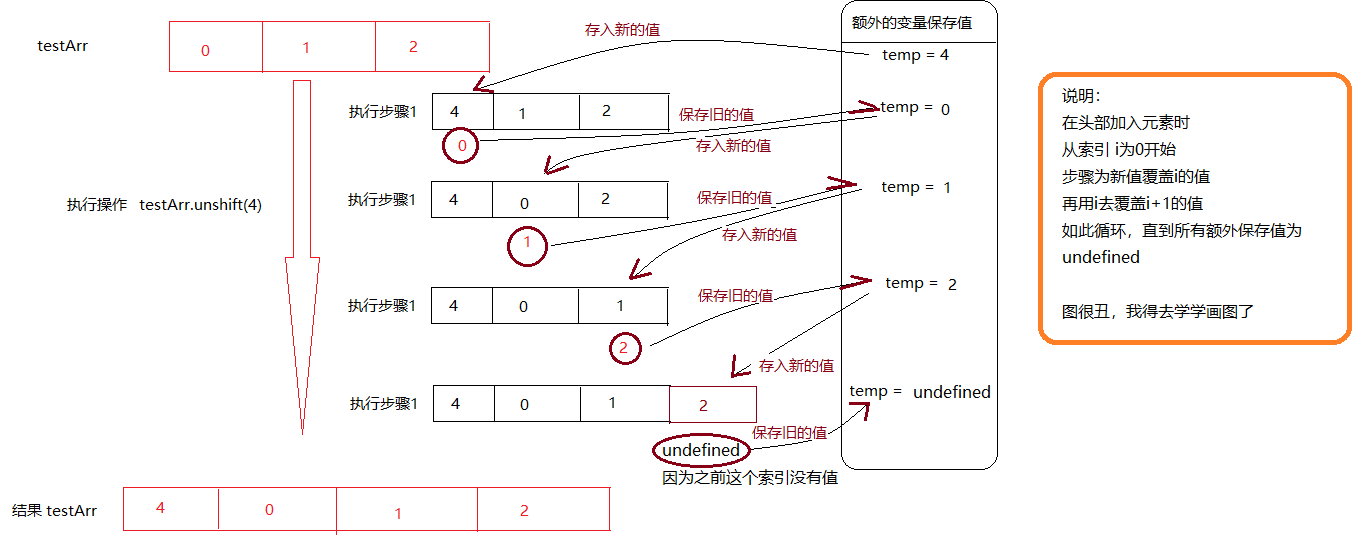 额外的变量保存值
testArr
0 1 2
存入新的值
temp = 4
执行步骤1
4 1 2
保存旧的值
temp = 0
0
存入新的值
执行步骤1
4 0 2
保存旧的值
temp = 1
执行操作 testArr.unshift(4)
1
存入新的值
执行步骤1
4 0 1
保存旧的值
temp = 2
2
存入新的值
执行步骤1
4 0 1 2
temp = undefined
保存旧的值
undefined
因为之前这个索引没有值
结果 testArr
4 0 1 2
说明：
在头部加入元素时
从索引 i为0开始
步骤为新值覆盖i的值
再用i去覆盖i+1的值
如此循环，直到所有额外保存值为
undefined
图很丑，我得去学学画图了